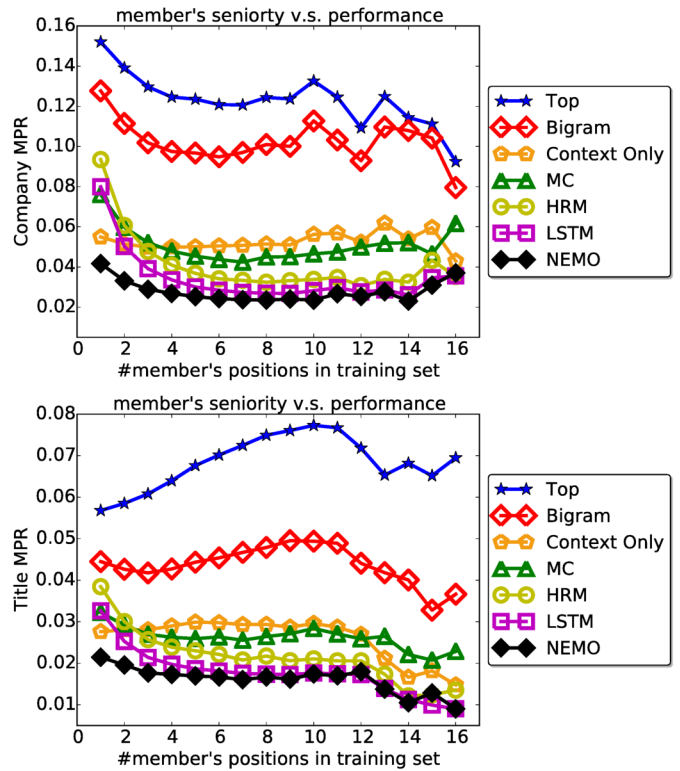 member's seniorty v.s. performance
0.16
0.14
0.12
0.10
0.08
0.06
0.04
0.02
Company MPR
0 2 4 6 8 10 12 14 16
#member's positions in training set
Top
Bigram
Context Only
MC
HRM
LSTM
NEMO
member's seniority v.s. performance
0.08
0.07
0.06
0.05
0.04
0.03
0.02
0.01
Title MPR
0 2 4 6 8 10 12 14 16
#member's positions in training set
Top
Bigram
Context Only
MC
HRM
LSTM
NEMO